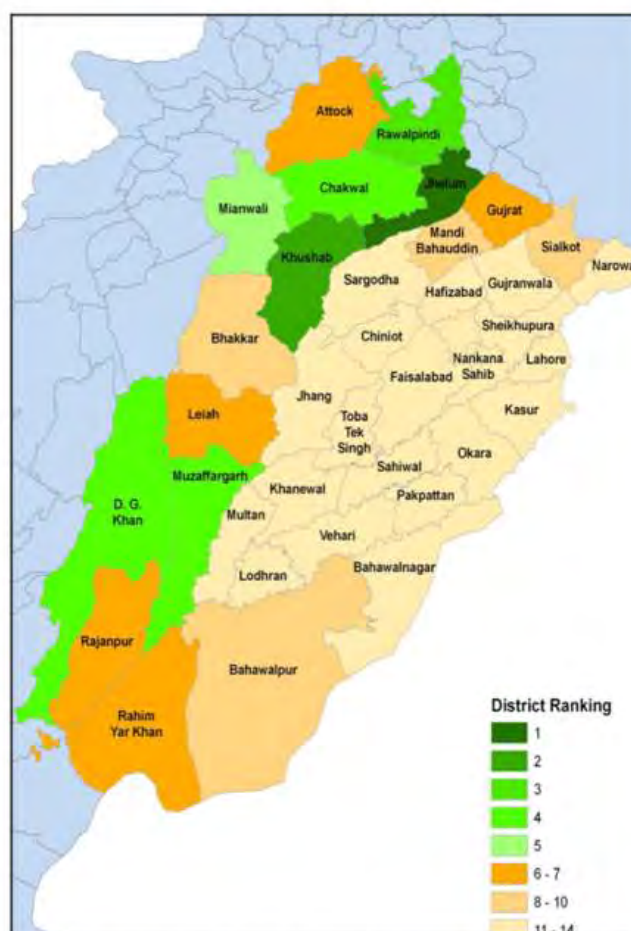 Attock
Rawalpindi
Chakwal
Jhelum
Mianwali
Gujrat
Mandi
Bahauddin
Sialkot
Khushab
Narowa
Sargodha
Gujranwala
Hafizabad
Sheikhupura
Bhakkar
Chiniot
Nankana
Sahib
Lahore
Faisalabad
Jhang
Leiah
Kasur
Toba
Tek
Singh
Okara
Muzaffargarh
Sahiwal
Khanewal
Pakpattan
D. G.
Khan
Multan
Vehari
Bahawalnagar
Lodhran
Rajanpur
Bahawalpur
Rahim
Yar Khan
District Ranking
1
2
3
4
5
6 - 7
8 - 10
11 - 14